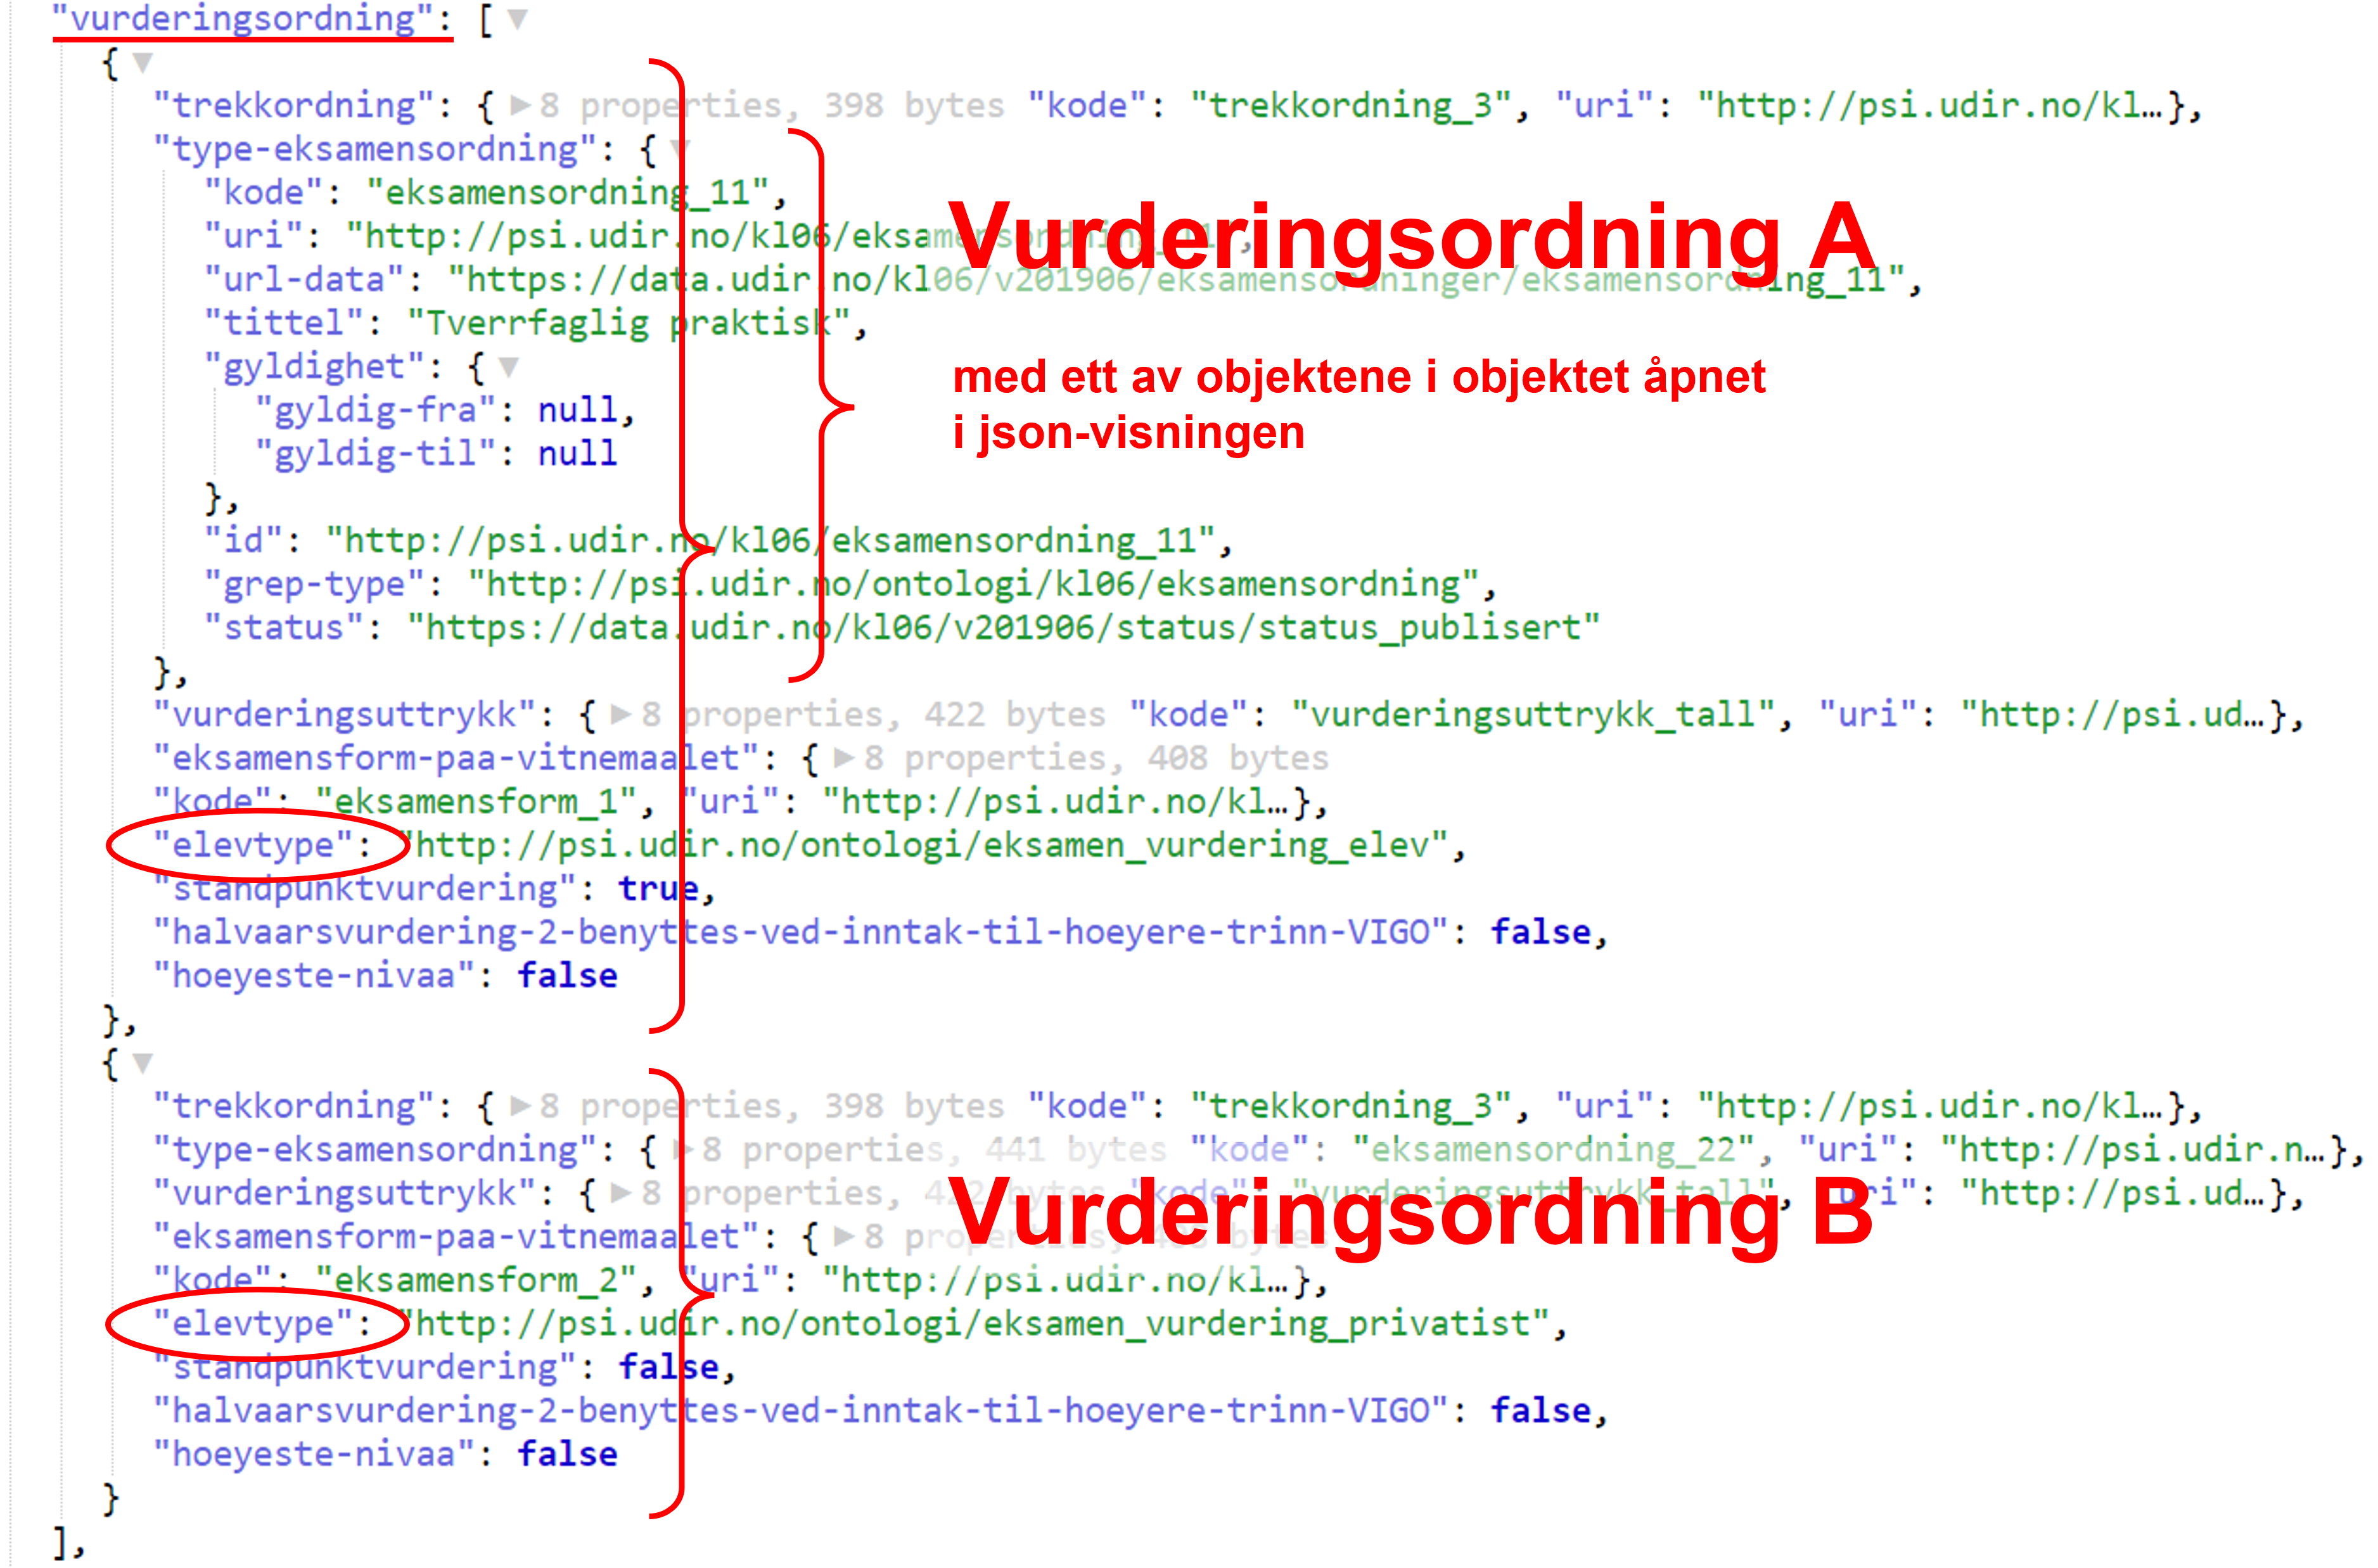 "vurderingsordning": [
{
"trekkordning": { 8 properties, 398 bytes "kode": "trekkordning_3", "uri": "http://psi.udir.no/kl…},
"type-eksamensordning": {
"kode": "eksamensordning_11",
"uri": "http://psi.udir.no/kl06/eksamensordning_11",
Vurderingsordning A
"url-data": "https://data.udir.no/kl06/v201906/eksamensordninger/eksamensordning_11",
"tittel": "Tverrfaglig praktisk",
"gyldighet": {
med ett av objektene i objektet åpnet
"gyldig-fra": null,
i json-visningen
"gyldig-til": null
},
"id": "http://psi.udir.no/kl06/eksamensordning_11",
"grep-type": "http://psi.udir.no/ontologi/kl06/eksamensordning",
"status": "https://data.udir.no/kl06/v201906/status/status_publisert"
},
"vurderingsuttrykk": { 8 properties, 422 bytes "kode": "vurderingsuttrykk_tall", "uri": "http://psi.ud…},
"eksamensform-paa-vitnemaalet": { 8 properties, 408 bytes
"kode": "eksamensform_1", "uri": "http://psi.udir.no/kl…},
"elevtype": "http://psi.udir.no/ontologi/eksamen_vurdering_elev",
"standpunktvurdering": true,
"halvaarsvurdering-2-benyttes-ved-inntak-til-hoeyere-trinn-VIGO": false,
"hoeyeste-nivaa": false
},
{
"trekkordning": { 8 properties, 398 bytes "kode": "trekkordning_3", "uri": "http://psi.udir.no/kl…},
"type-eksamensordning": { 8 properties, 441 bytes "kode": "eksamensordning_22", "uri": "http://psi.udir.n…},
"vurderingsuttrykk": { 8 properties, 422 bytes "kode": "vurderingsuttrykk_tall", "uri": "http://psi.ud…},
Vurderingsordning B
"eksamensform-paa-vitnemaalet": { 8 properties, bytes
"kode": "eksamensform_2", "uri": "http://psi.udir.no/kl…},
"elevtype": "http://psi.udir.no/ontologi/eksamen_vurdering_privatist",
"standpunktvurdering": false,
"halvaarsvurdering-2-benyttes-ved-inntak-til-hoeyere-trinn-VIGO": false,
"hoeyeste-nivaa": false
}
],